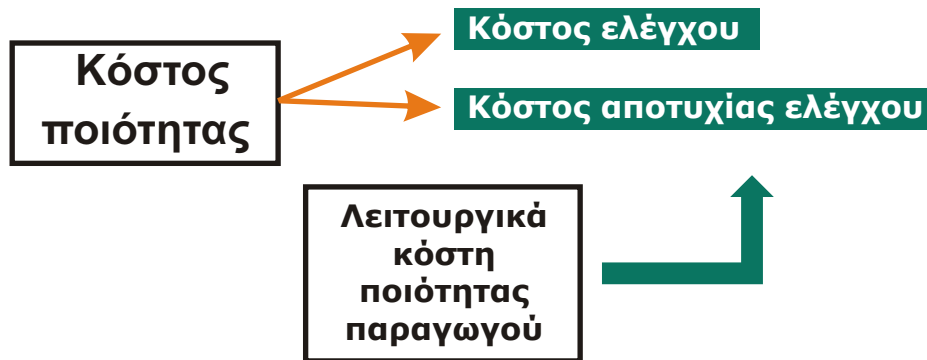 Κόστος
ποιότητας
Κόστος ελέγχου
Κόστος αποτυχίας ελέγχου
Λειτουργικά
κόστη
ποιότητας
παραγωγού